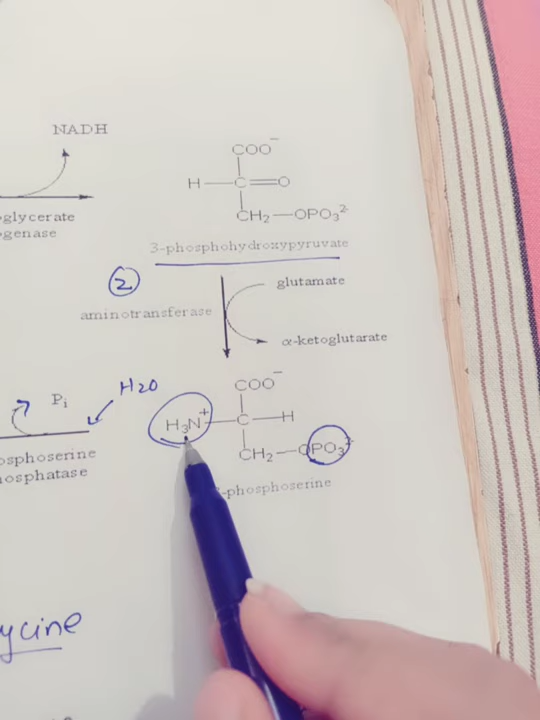 NADH
COO⁻
H—C=O
CH₂—OPO₃²⁻
glycerate
genase
3-phosphohydroxypyruvate
2
glutamate
aminotransferase
α-ketoglutarate
H2O
COO⁻
Pi
H₃N⁺—C—H
osphoserine
hosphatase
CH₂—OPO₃²⁻
-phosphoserine
ycine